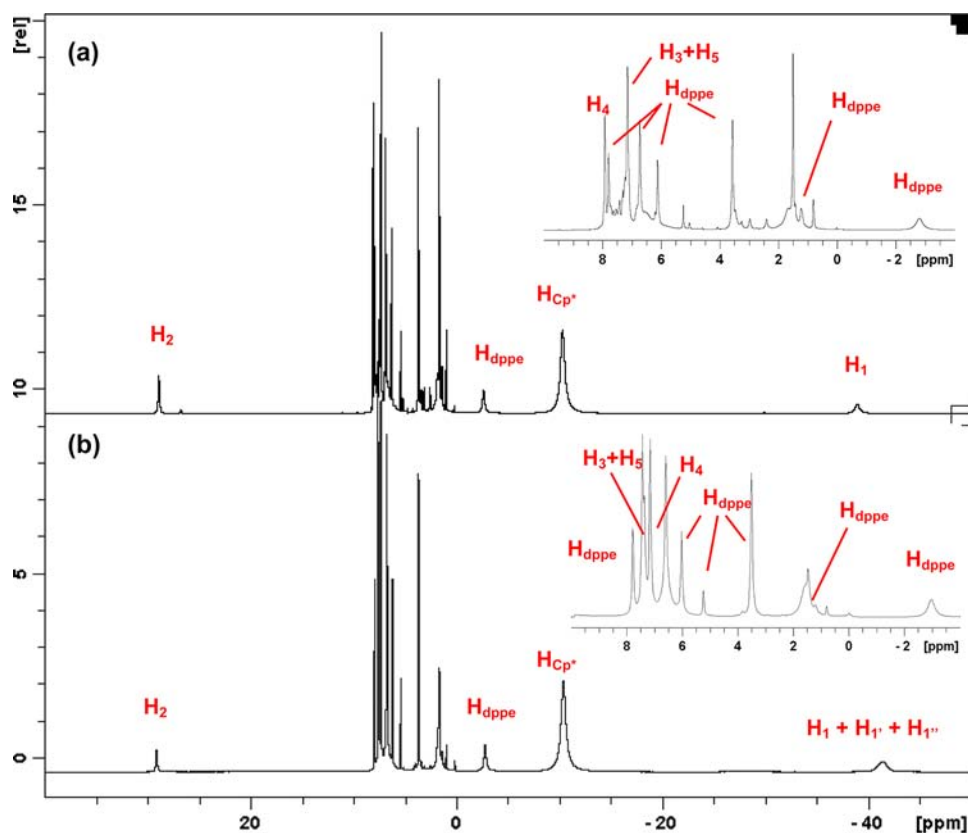 [rel]
(a)
H3+H5
H4
Hdppe
Hdppe
Hdppe
8 6 4 2 0 - 2 [ppm]
15
H2
Hdppe
HCp*
H1
10
(b)
H3+H5
H4
Hdppe
Hdppe
Hdppe
Hdppe
8 6 4 2 0 - 2 [ppm]
5
H2
Hdppe
HCp*
H1 + H1' + H1''
0
20 0 - 20 - 40 [ppm]